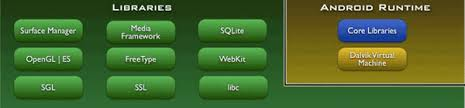 LIBRARIES
Surface Manager
Media
Framework
SQLite
OpenGL | ES
FreeType
WebKit
SGL
SSL
libc
ANDROID RUNTIME
Core Libraries
Dalvik Virtual
Machine